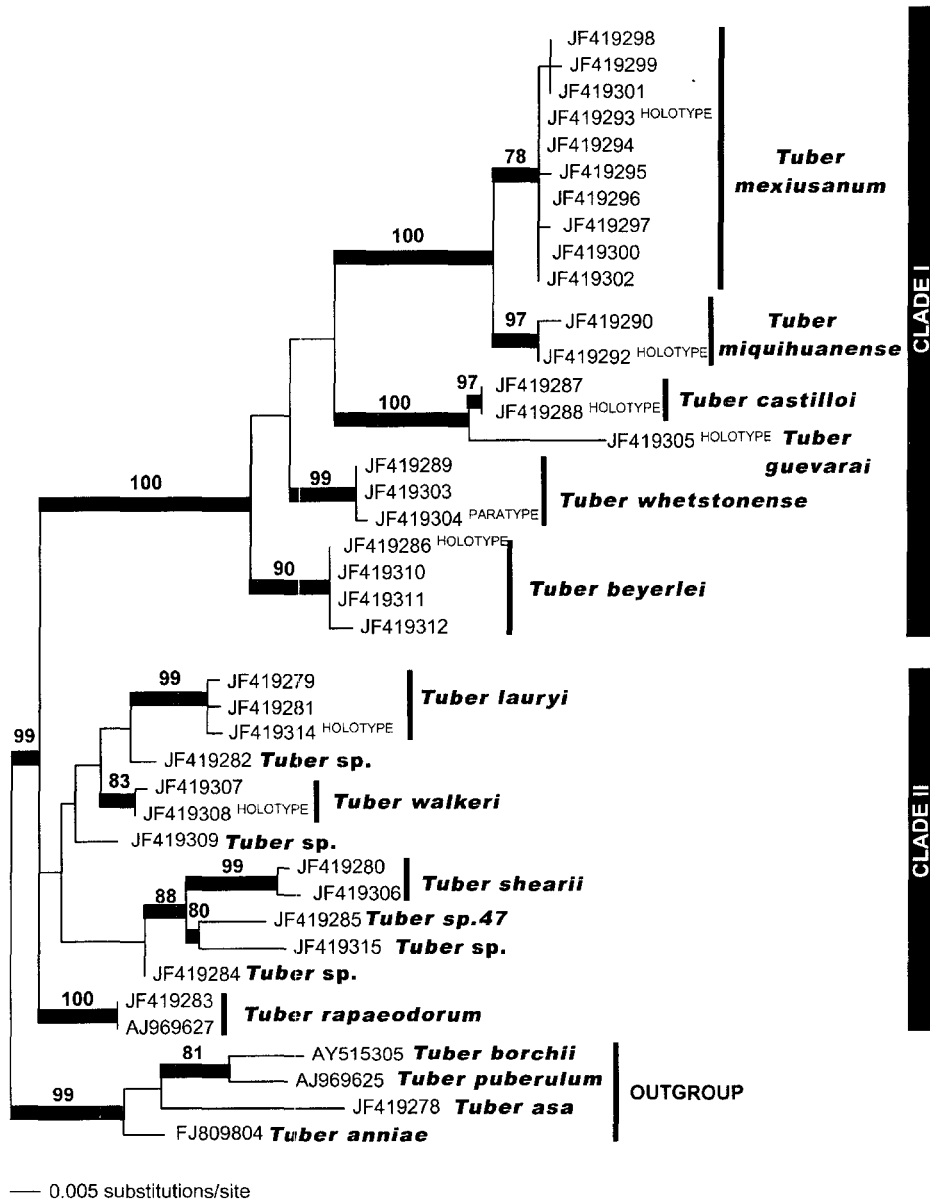 JF419298
JF419299
JF419301
JF419293 HOLOTYPE
JF419294
78
JF419295
Tuber
mexiusanum
JF419296
JF419297
100
JF419300
JF419302
CLADE I
97
JF419290
JF419292 HOLOTYPE
Tuber
miquihuanense
97
JF419287
JF419288 HOLOTYPE
Tuber castilloi
100
JF419305 HOLOTYPE Tuber
guevarai
JF419289
99
JF419303
JF419304 PARATYPE
Tuber whetstonense
100
JF419286 HOLOTYPE
JF419310
90
JF419311
JF419312
Tuber beyerlei
99
JF419279
JF419281
JF419314 HOLOTYPE
Tuber lauryi
99
JF419282 Tuber sp.
83
JF419307
JF419308 HOLOTYPE
Tuber walkeri
JF419309 Tuber sp.
CLADE II
99
JF419280
JF419306
Tuber shearii
88
80
JF419285 Tuber sp.47
JF419315 Tuber sp.
JF419284 Tuber sp.
100
JF419283
AJ969627
Tuber rapaeodorum
81
AY515305 Tuber borchii
AJ969625 Tuber puberulum
99
JF419278 Tuber asa
FJ809804 Tuber anniae
OUTGROUP
0.005 substitutions/site